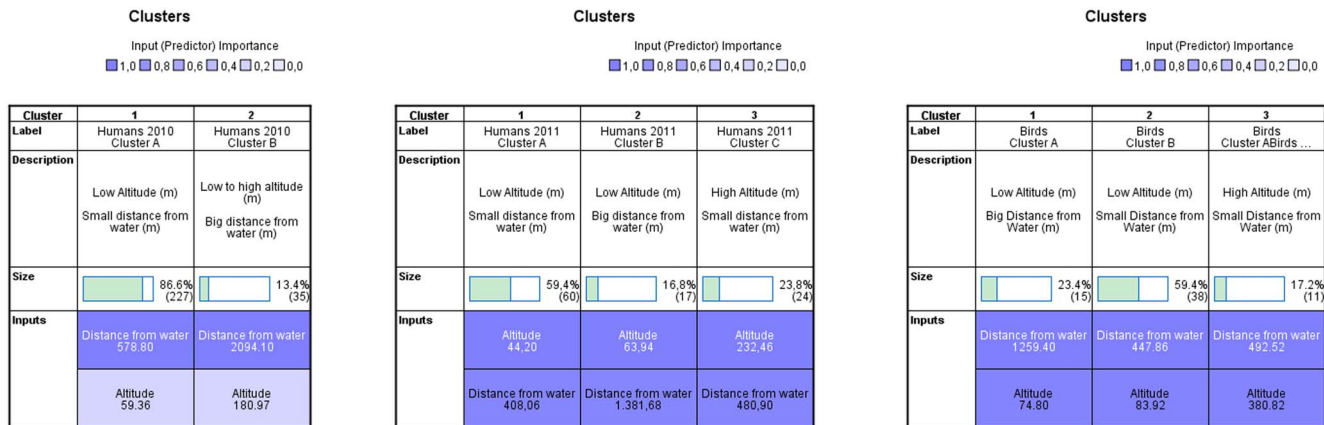 Clusters
Input (Predictor) Importance
1,0 0,8 0,6 0,4 0,2 0,0
Cluster 1 2
Label Humans 2010 Humans 2010
Cluster A Cluster B
Description
Low Altitude (m)
Small distance from
water (m)
Low to high altitude
(m)
Big distance from
water (m)
Size
86.6%
(227)
13.4%
(35)
Inputs
Distance from water Distance from water
578.80 2094.10
Altitude Altitude
59.36 180.97
Clusters
Input (Predictor) Importance
1,0 0,8 0,6 0,4 0,2 0,0
Cluster 1 2 3
Label Humans 2011 Humans 2011 Humans 2011
Cluster A Cluster B Cluster C
Description
Low Altitude (m) Low Altitude (m) High Altitude (m)
Small distance from Big distance from Small distance from
water (m) water (m) water (m)
Size
59,4% 16,8% 23,8%
(60) (17) (24)
Inputs
Altitude Altitude Altitude
44,20 63,94 232,46
Distance from water Distance from water Distance from water
408,06 1.381,68 480,90
Clusters
Input (Predictor) Importance
1,0 0,8 0,6 0,4 0,2 0,0
Cluster 1 2 3
Label Birds Birds Birds
Cluster A Cluster B Cluster ABirds ...
Description
Low Altitude (m) Low Altitude (m) High Altitude (m)
Big Distance from Small Distance from Small Distance from
Water (m) Water (m) Water (m)
Size
23.4% 59.4% 17.2%
(15) (38) (11)
Inputs
Distance from water Distance from water Distance from water
1259.40 447.86 492.52
Altitude Altitude Altitude
74.80 83.92 380.82